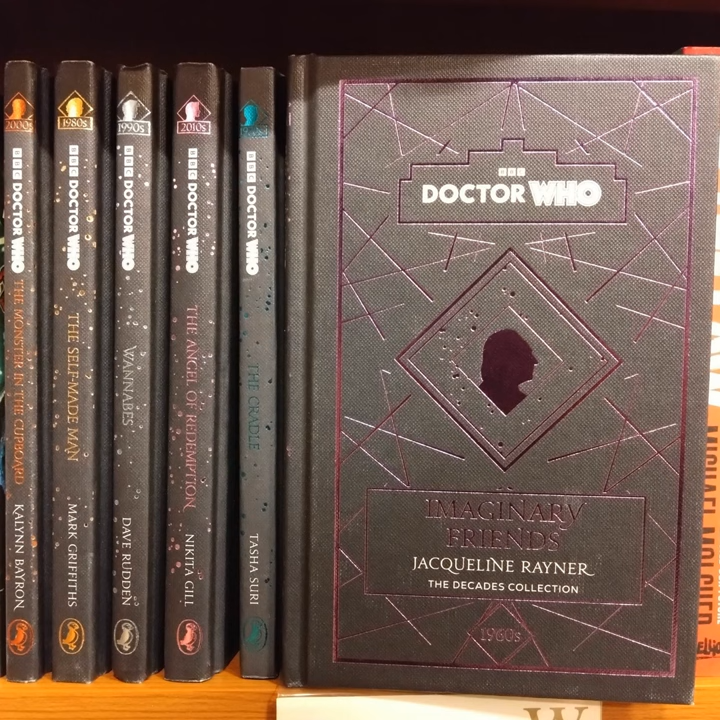 2000s
BBC DOCTOR WHO
THE MONSTER IN THE CUPBOARD
KALYNN BAYRON
1980s
BBC DOCTOR WHO
THE SELF-MADE MAN
MARK GRIFFITHS
1990s
BBC DOCTOR WHO
WANNABES
DAVE RUDDEN
2010s
BBC DOCTOR WHO
THE ANGEL OF REDEMPTION
NIKITA GILL
BBC DOCTOR WHO
THE CRADLE
TASHA SURI
BBC
DOCTOR WHO
IMAGINARY
FRIENDS
JACQUELINE RAYNER
THE DECADES COLLECTION
1960s
MICHAEL
W